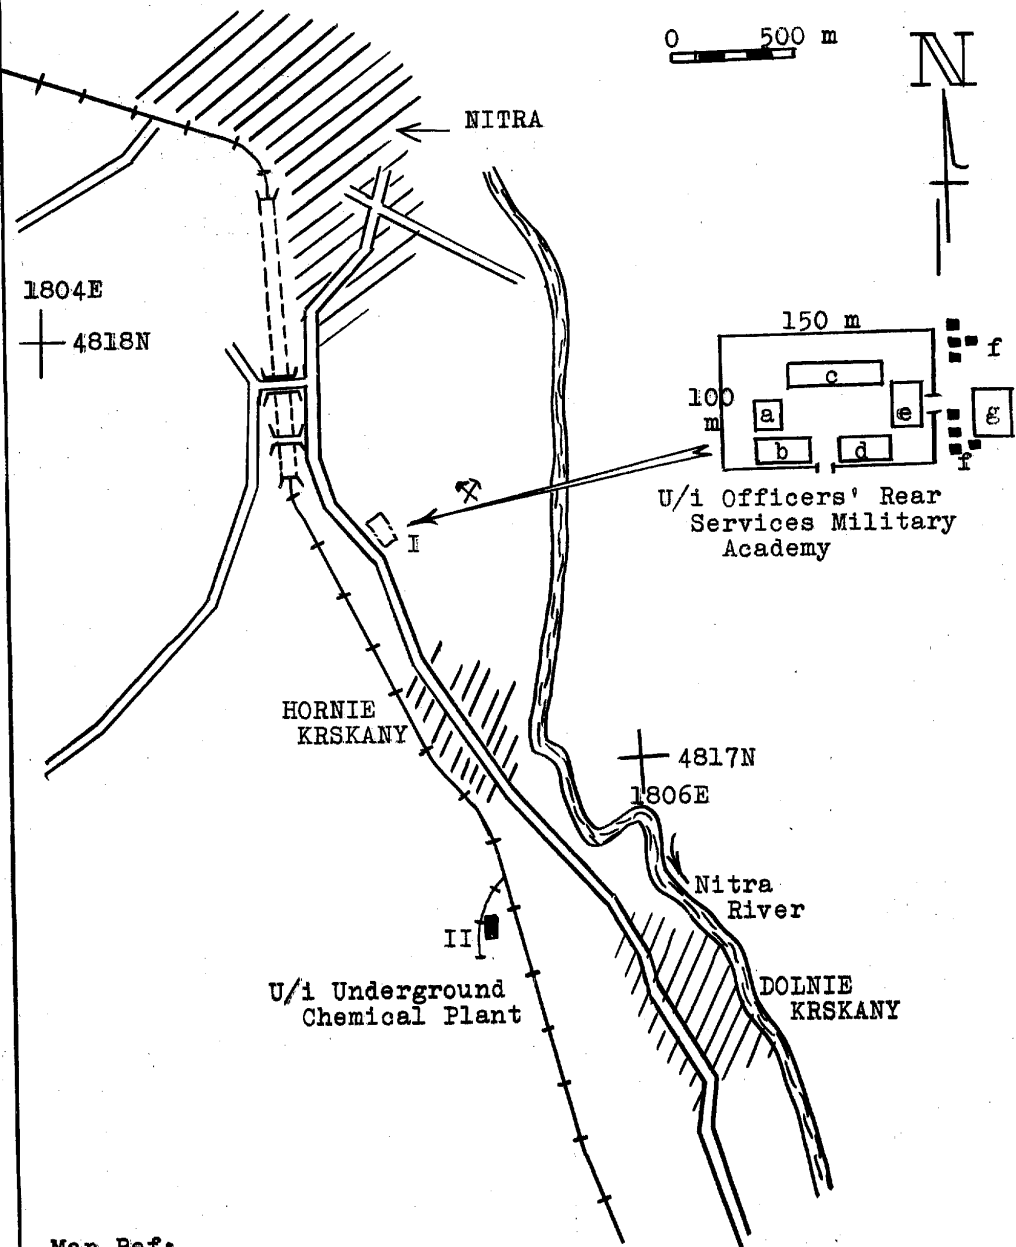 0 500 m
N
NITRA
1804E
4818N
150 m
100
m
a
b
c
d
e
f
f
g
U/i Officers' Rear
Services Military
Academy
I
HORNIE
KRSKANY
4817N
1806E
Nitra
River
II
U/i Underground
Chemical Plant
DOLNIE
KRSKANY
Map Ref: